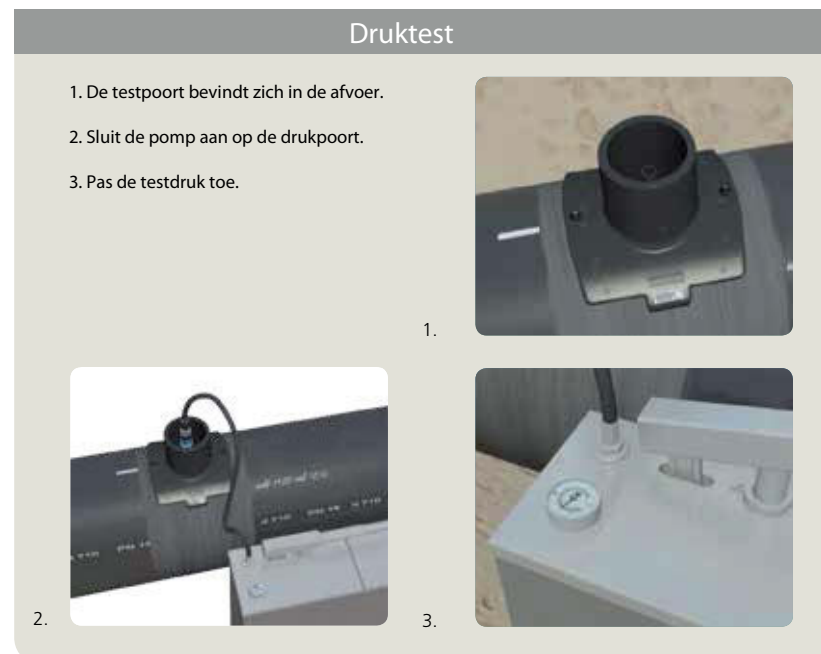 Druktest
1. De testpoort bevindt zich in de afvoer.
2. Sluit de pomp aan op de drukpoort.
3. Pas de testdruk toe.
1.
2.
3.